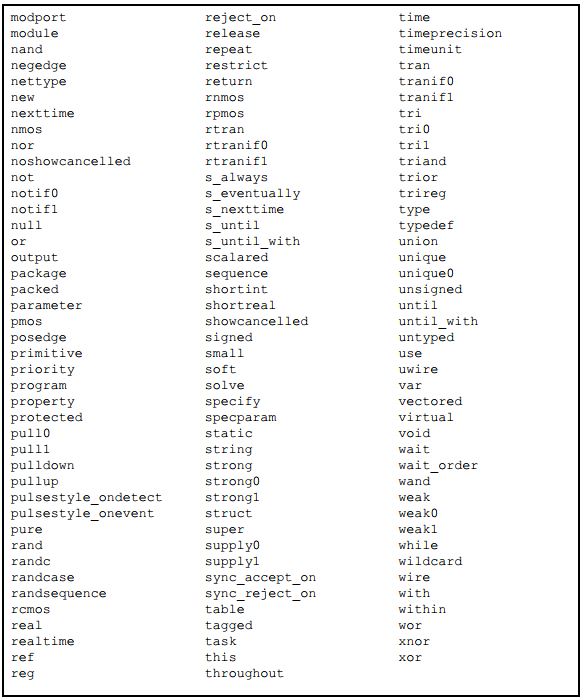 modport
module
nand
negedge
nettype
new
nexttime
nmos
nor
noshowcancelled
not
notif0
notif1
null
or
output
package
packed
parameter
pmos
posedge
primitive
priority
program
property
protected
pull0
pull1
pulldown
pullup
pulsestyle_ondetect
pulsestyle_onevent
pure
rand
randc
randcase
randsequence
rcmos
real
realtime
ref
reg
reject_on
release
repeat
restrict
return
rnmos
rpmos
rtran
rtranif0
rtranif1
s_always
s_eventually
s_nexttime
s_until
s_until_with
scalared
sequence
shortint
shortreal
showcancelled
signed
small
soft
solve
specify
specparam
static
string
strong
strong0
strong1
struct
super
supply0
supply1
sync_accept_on
sync_reject_on
table
tagged
task
this
throughout
time
timeprecision
timeunit
tran
tranif0
tranif1
tri
tri0
tri1
triand
trior
trireg
type
typedef
union
unique
unique0
unsigned
until
until_with
untyped
use
uwire
var
vectored
virtual
void
wait
wait_order
wand
weak
weak0
weak1
while
wildcard
wire
with
within
wor
xnor
xor